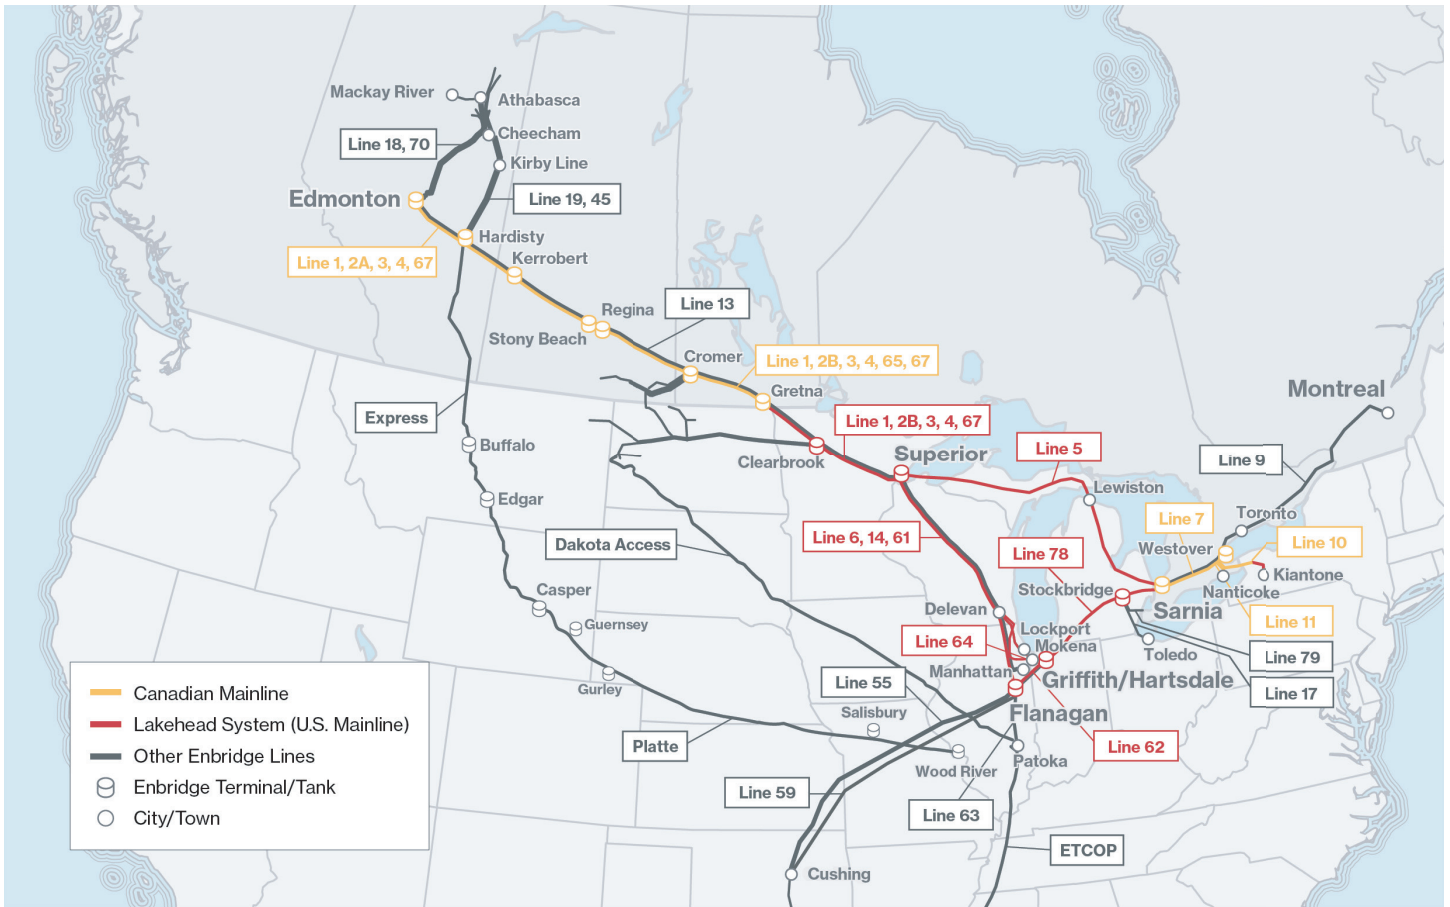 Mackay River
Athabasca
Cheecham
Line 18, 70
Kirby Line
Edmonton
Line 19, 45
Hardisty
Line 1, 2A, 3, 4, 67
Kerrobert
Regina
Line 13
Stony Beach
Cromer
Line 1, 2B, 3, 4, 65, 67
Gretna
Montreal
Express
Line 1, 2B, 3, 4, 67
Buffalo
Clearbrook
Superior
Line 5
Line 9
Edgar
Lewiston
Toronto
Line 7
Dakota Access
Line 6, 14, 61
Westover
Line 10
Line 78
Kiantone
Casper
Stockbridge
Nanticoke
Guernsey
Delevan
Sarnia
Line 11
Lockport
Line 64
Mokena
Toledo
Line 79
Manhattan
Griffith/Hartsdale
Gurley
Line 55
Line 17
Salisbury
Flanagan
Platte
Line 62
Wood River
Patoka
Line 59
Line 63
ETCOP
Cushing
Canadian Mainline
Lakehead System (U.S. Mainline)
Other Enbridge Lines
Enbridge Terminal/Tank
City/Town